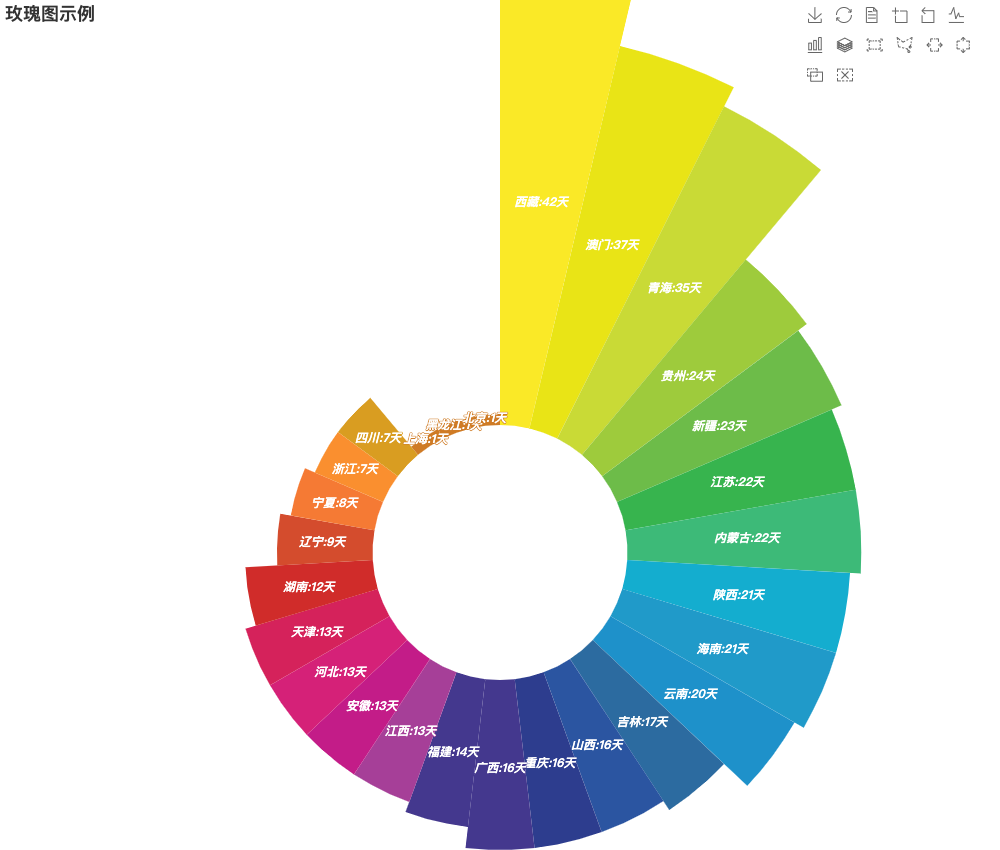 玫瑰图示例
西藏:42天
澳门:37天
青海:35天
贵州:24天
新疆:23天
江苏:22天
内蒙古:22天
陕西:21天
海南:21天
云南:20天
吉林:17天
山西:16天
重庆:16天
广西:16天
福建:14天
江西:13天
安徽:13天
河北:13天
天津:13天
湖南:12天
辽宁:9天
宁夏:8天
浙江:7天
四川:7天
上海:1天
黑龙江:1天
北京:1天